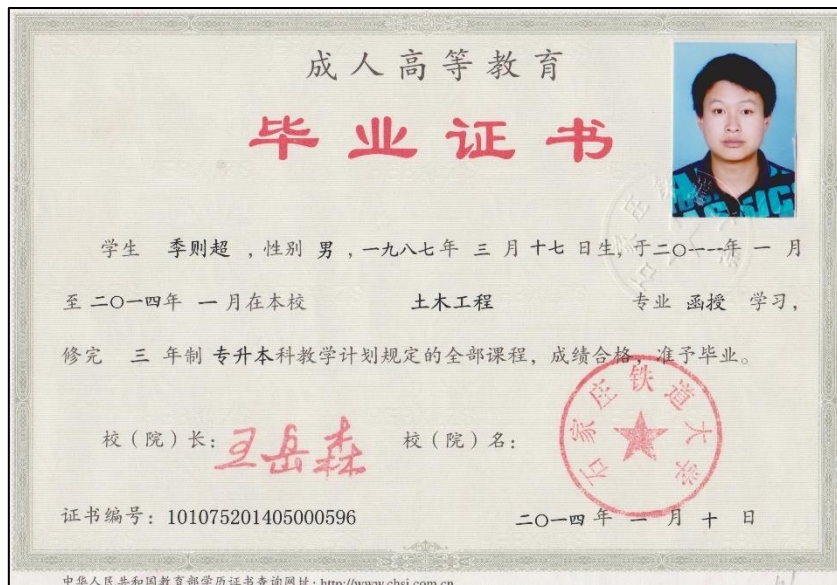 成人高等教育
毕业证书
学生 季则超 ，性别 男 ，一九八七年 三 月 十七 日生，于二〇一一年 一 月
至 二〇一四年 一 月在本校 土木工程 专业 函授 学习，
修完 三 年制 专升本科教学计划规定的全部课程，成绩合格，准予毕业。
校（院）长： 王岳森 校（院）名： 石家庄铁道大学
证书编号：101075201405000596 二〇一四 年 一 月 十 日
中华人民共和国教育部学历证书查询网址：http://www.chsi.com.cn